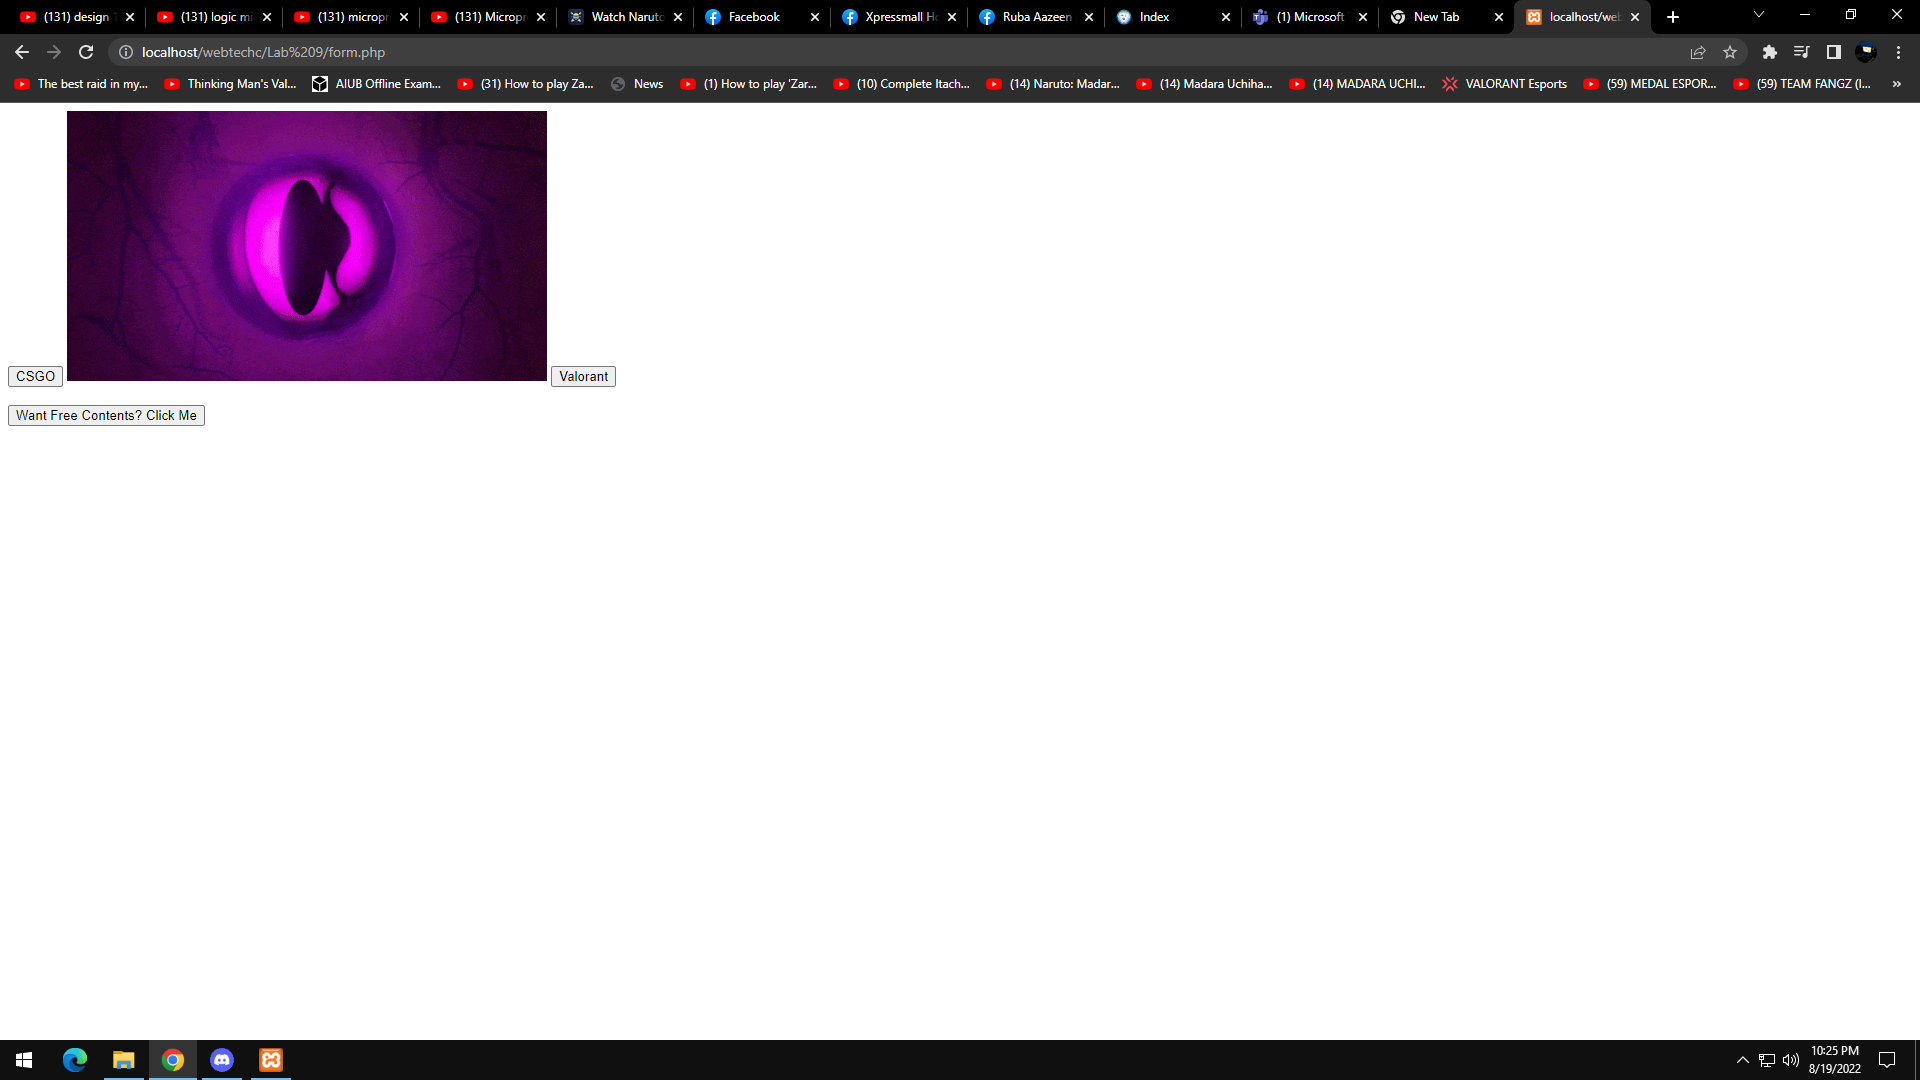 (131) design
(131) logic mi
(131) micropr
(131) Micropr
Watch Naruto
Facebook
Xpressmall Ho
Ruba Aazeen
Index
(1) Microsoft
New Tab
localhost/web
localhost/webtechc/Lab%209/form.php
The best raid in my...
Thinking Man's Val...
AIUB Offline Exam...
(31) How to play Za...
News
(1) How to play 'Zar...
(10) Complete Itach...
(14) Naruto: Madar...
(14) Madara Uchiha...
(14) MADARA UCHI...
VALORANT Esports
(59) MEDAL ESPOR...
(59) TEAM FANGZ (I...
»
CSGO
Valorant
Want Free Contents? Click Me
10:25 PM
8/19/2022